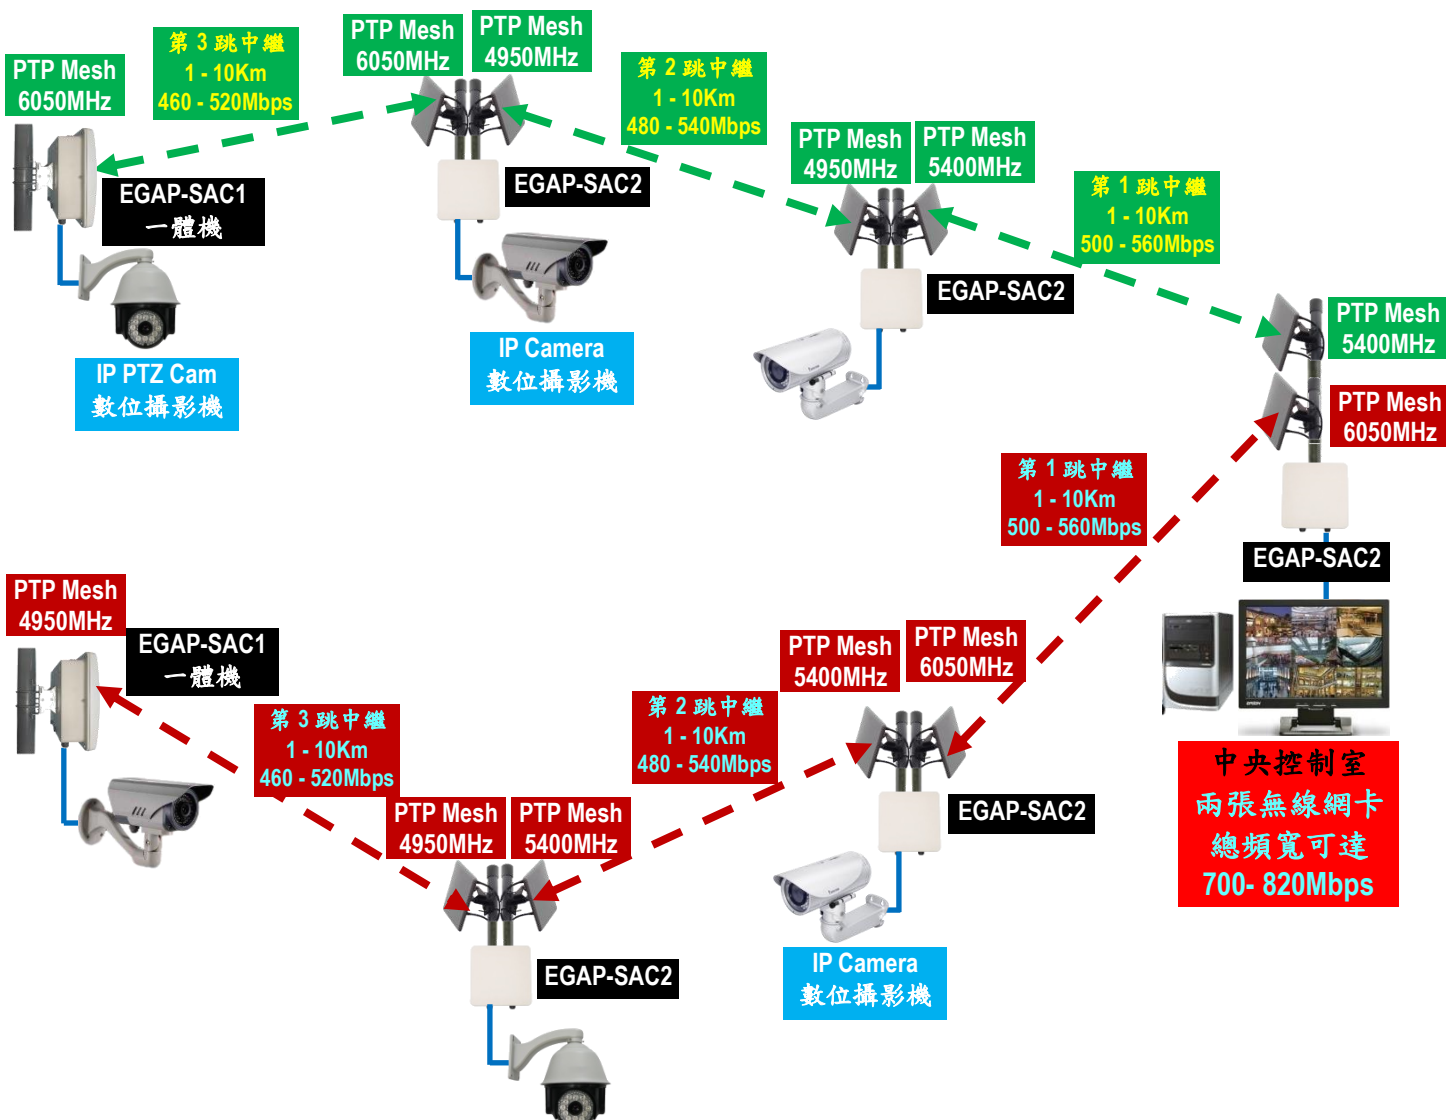 PTP Mesh
6050MHz
第 3 跳中繼
1 - 10Km
460 - 520Mbps
PTP Mesh
6050MHz
PTP Mesh
4950MHz
第 2 跳中繼
1 - 10Km
480 - 540Mbps
PTP Mesh
4950MHz
PTP Mesh
5400MHz
第 1 跳中繼
1 - 10Km
500 - 560Mbps
EGAP-SAC1
一體機
EGAP-SAC2
EGAP-SAC2
PTP Mesh
5400MHz
IP PTZ Cam
數位攝影機
IP Camera
數位攝影機
PTP Mesh
6050MHz
第 1 跳中繼
1 - 10Km
500 - 560Mbps
EGAP-SAC2
PTP Mesh
4950MHz
EGAP-SAC1
一體機
第 3 跳中繼
1 - 10Km
460 - 520Mbps
第 2 跳中繼
1 - 10Km
480 - 540Mbps
PTP Mesh
5400MHz
PTP Mesh
6050MHz
PTP Mesh
4950MHz
PTP Mesh
5400MHz
EGAP-SAC2
中央控制室
兩張無線網卡
總頻寬可達
700- 820Mbps
EGAP-SAC2
IP Camera
數位攝影機